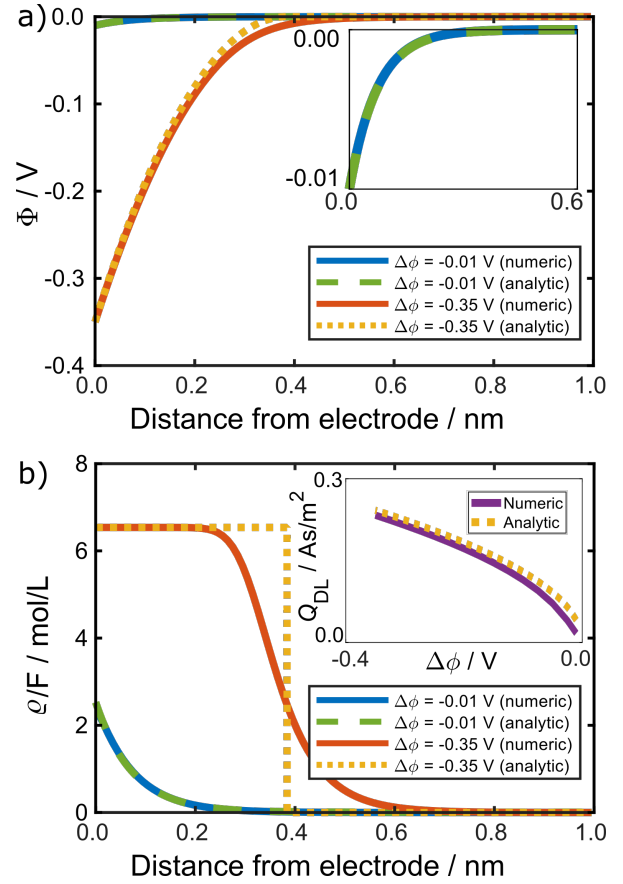 a)
0.0
-0.1
-0.2
-0.3
-0.4
Φ / V
0.00
-0.01
0.0
0.6
Δϕ = -0.01 V (numeric)
Δϕ = -0.01 V (analytic)
Δϕ = -0.35 V (numeric)
Δϕ = -0.35 V (analytic)
0.0 0.2 0.4 0.6 0.8 1.0
Distance from electrode / nm
b)
8
6
4
2
0
ϱ/F / mol/L
0.3
0.0
Q_DL / As/m²
Numeric
Analytic
-0.4
0.0
Δϕ / V
Δϕ = -0.01 V (numeric)
Δϕ = -0.01 V (analytic)
Δϕ = -0.35 V (numeric)
Δϕ = -0.35 V (analytic)
0.0 0.2 0.4 0.6 0.8 1.0
Distance from electrode / nm